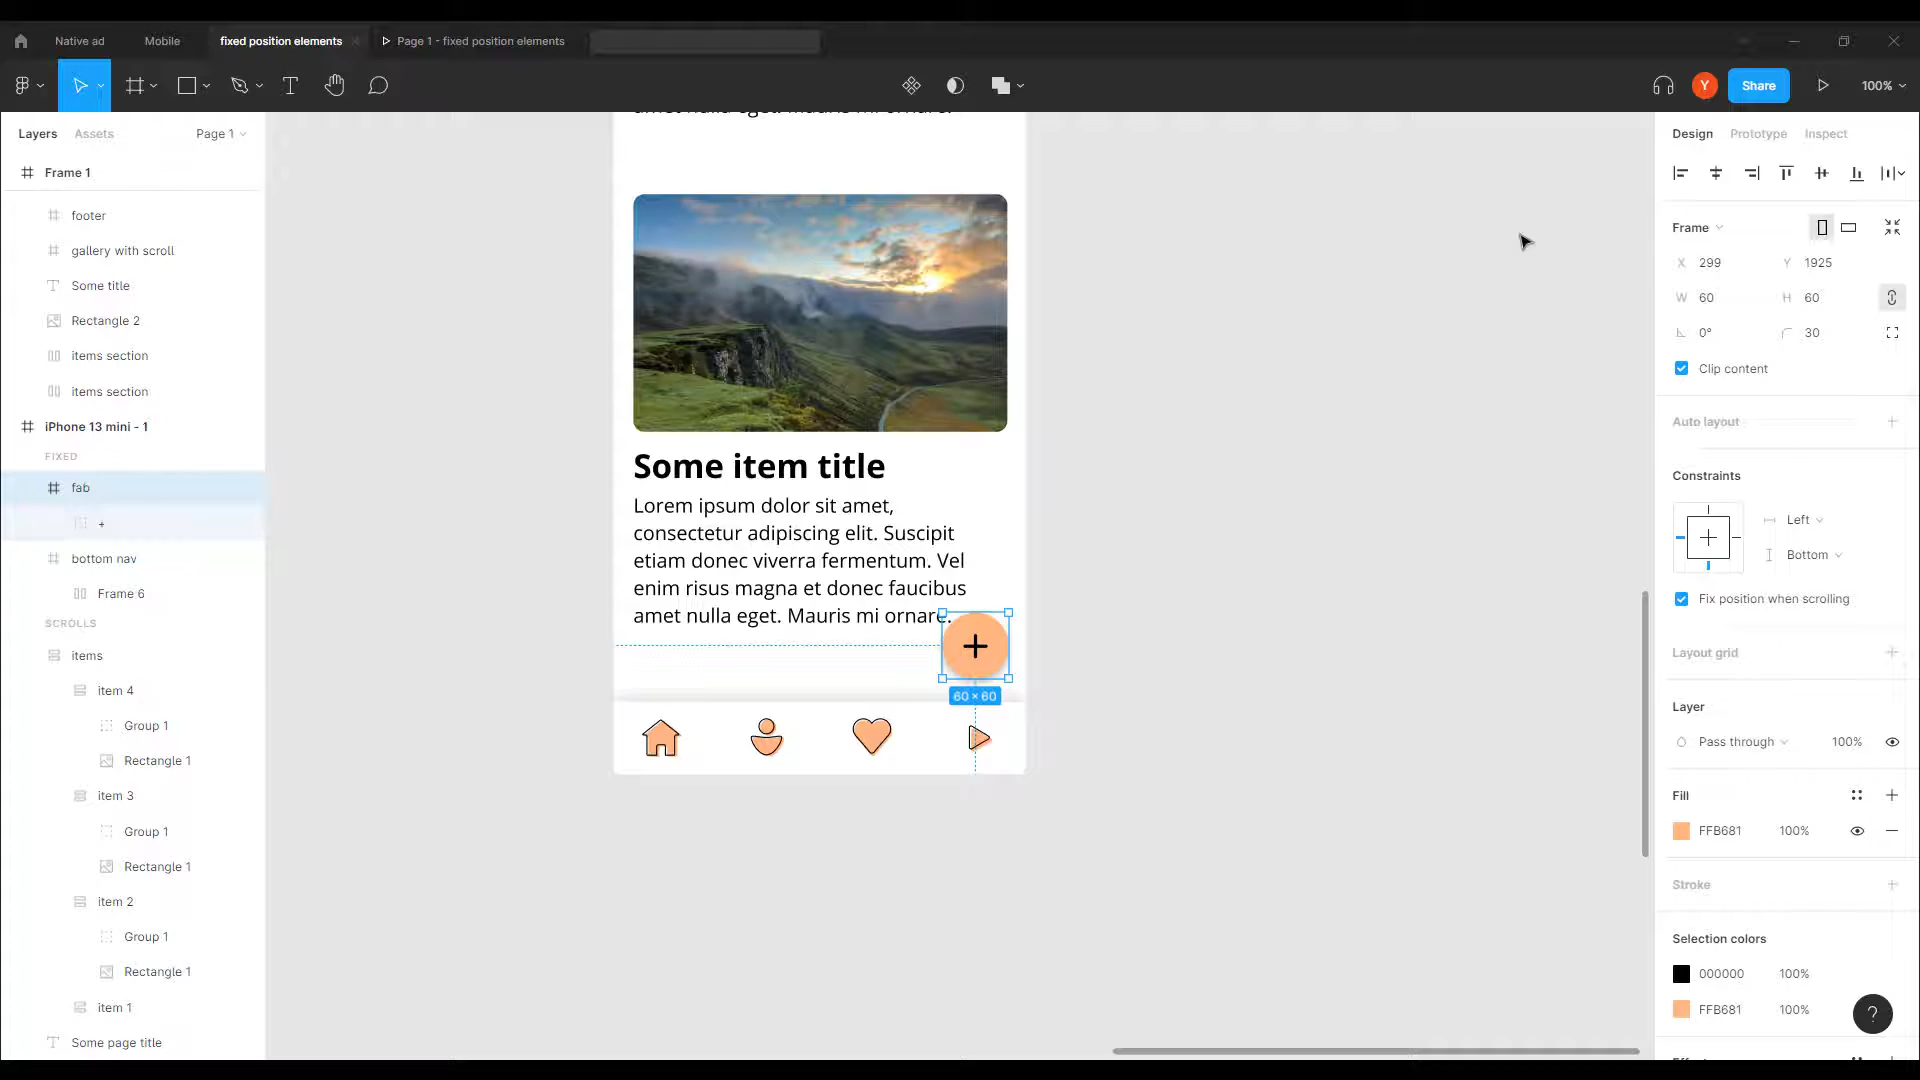 Native ad
Mobile
fixed position elements
Page 1 - fixed position elements
T
Y
Share
100%
Layers
Assets
Page 1
Design
Prototype
Inspect
Frame 1
footer
gallery with scroll
Some title
Rectangle 2
items section
items section
iPhone 13 mini - 1
FIXED
fab
+
bottom nav
Frame 6
SCROLLS
items
item 4
Group 1
Rectangle 1
item 3
Group 1
Rectangle 1
item 2
Group 1
Rectangle 1
item 1
Some page title
Some item title
Lorem ipsum dolor sit amet,
consectetur adipiscing elit. Suscipit
etiam donec viverra fermentum. Vel
enim risus magna et donec faucibus
amet nulla eget. Mauris mi ornare.
+
60 × 60
Frame
X 299
Y 1925
W 60
H 60
0°
30
Clip content
Auto layout
Constraints
Left
Bottom
Fix position when scrolling
Layout grid
Layer
Pass through
100%
Fill
FFB681
100%
Stroke
Selection colors
000000
100%
FFB681
100%
?